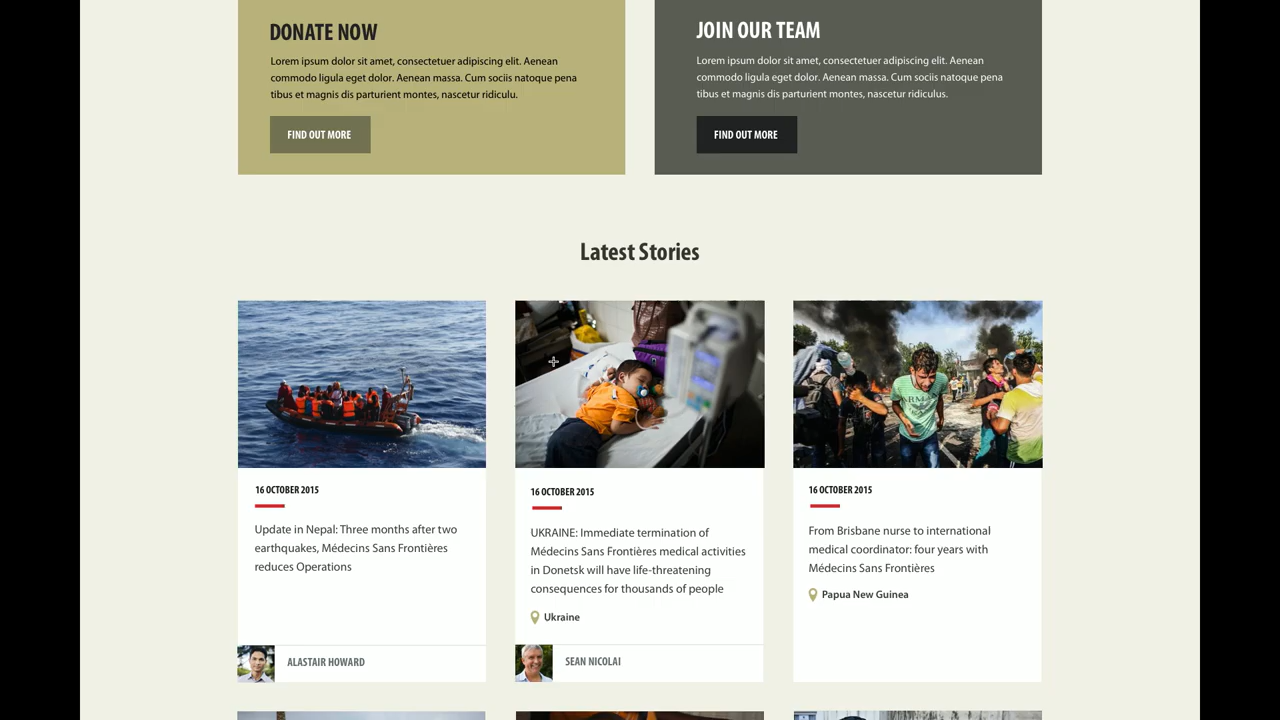 DONATE NOW
Lorem ipsum dolor sit amet, consectetuer adipiscing elit. Aenean
commodo ligula eget dolor. Aenean massa. Cum sociis natoque pena
tibus et magnis dis parturient montes, nascetur ridiculu.
FIND OUT MORE
JOIN OUR TEAM
Lorem ipsum dolor sit amet, consectetuer adipiscing elit. Aenean
commodo ligula eget dolor. Aenean massa. Cum sociis natoque pena
tibus et magnis dis parturient montes, nascetur ridiculus.
FIND OUT MORE
Latest Stories
16 OCTOBER 2015
Update in Nepal: Three months after two
earthquakes, Médecins Sans Frontières
reduces Operations
ALASTAIR HOWARD
16 OCTOBER 2015
UKRAINE: Immediate termination of
Médecins Sans Frontières medical activities
in Donetsk will have life-threatening
consequences for thousands of people
Ukraine
SEAN NICOLAI
16 OCTOBER 2015
From Brisbane nurse to international
medical coordinator: four years with
Médecins Sans Frontières
Papua New Guinea